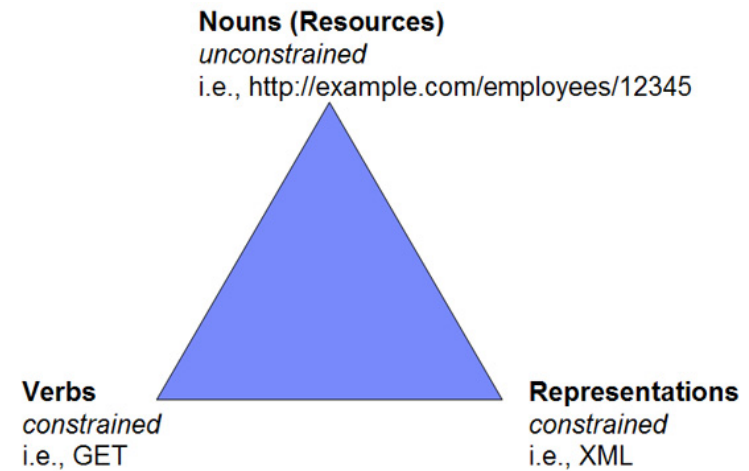 Nouns (Resources)
unconstrained
i.e., http://example.com/employees/12345
Verbs
constrained
i.e., GET
Representations
constrained
i.e., XML